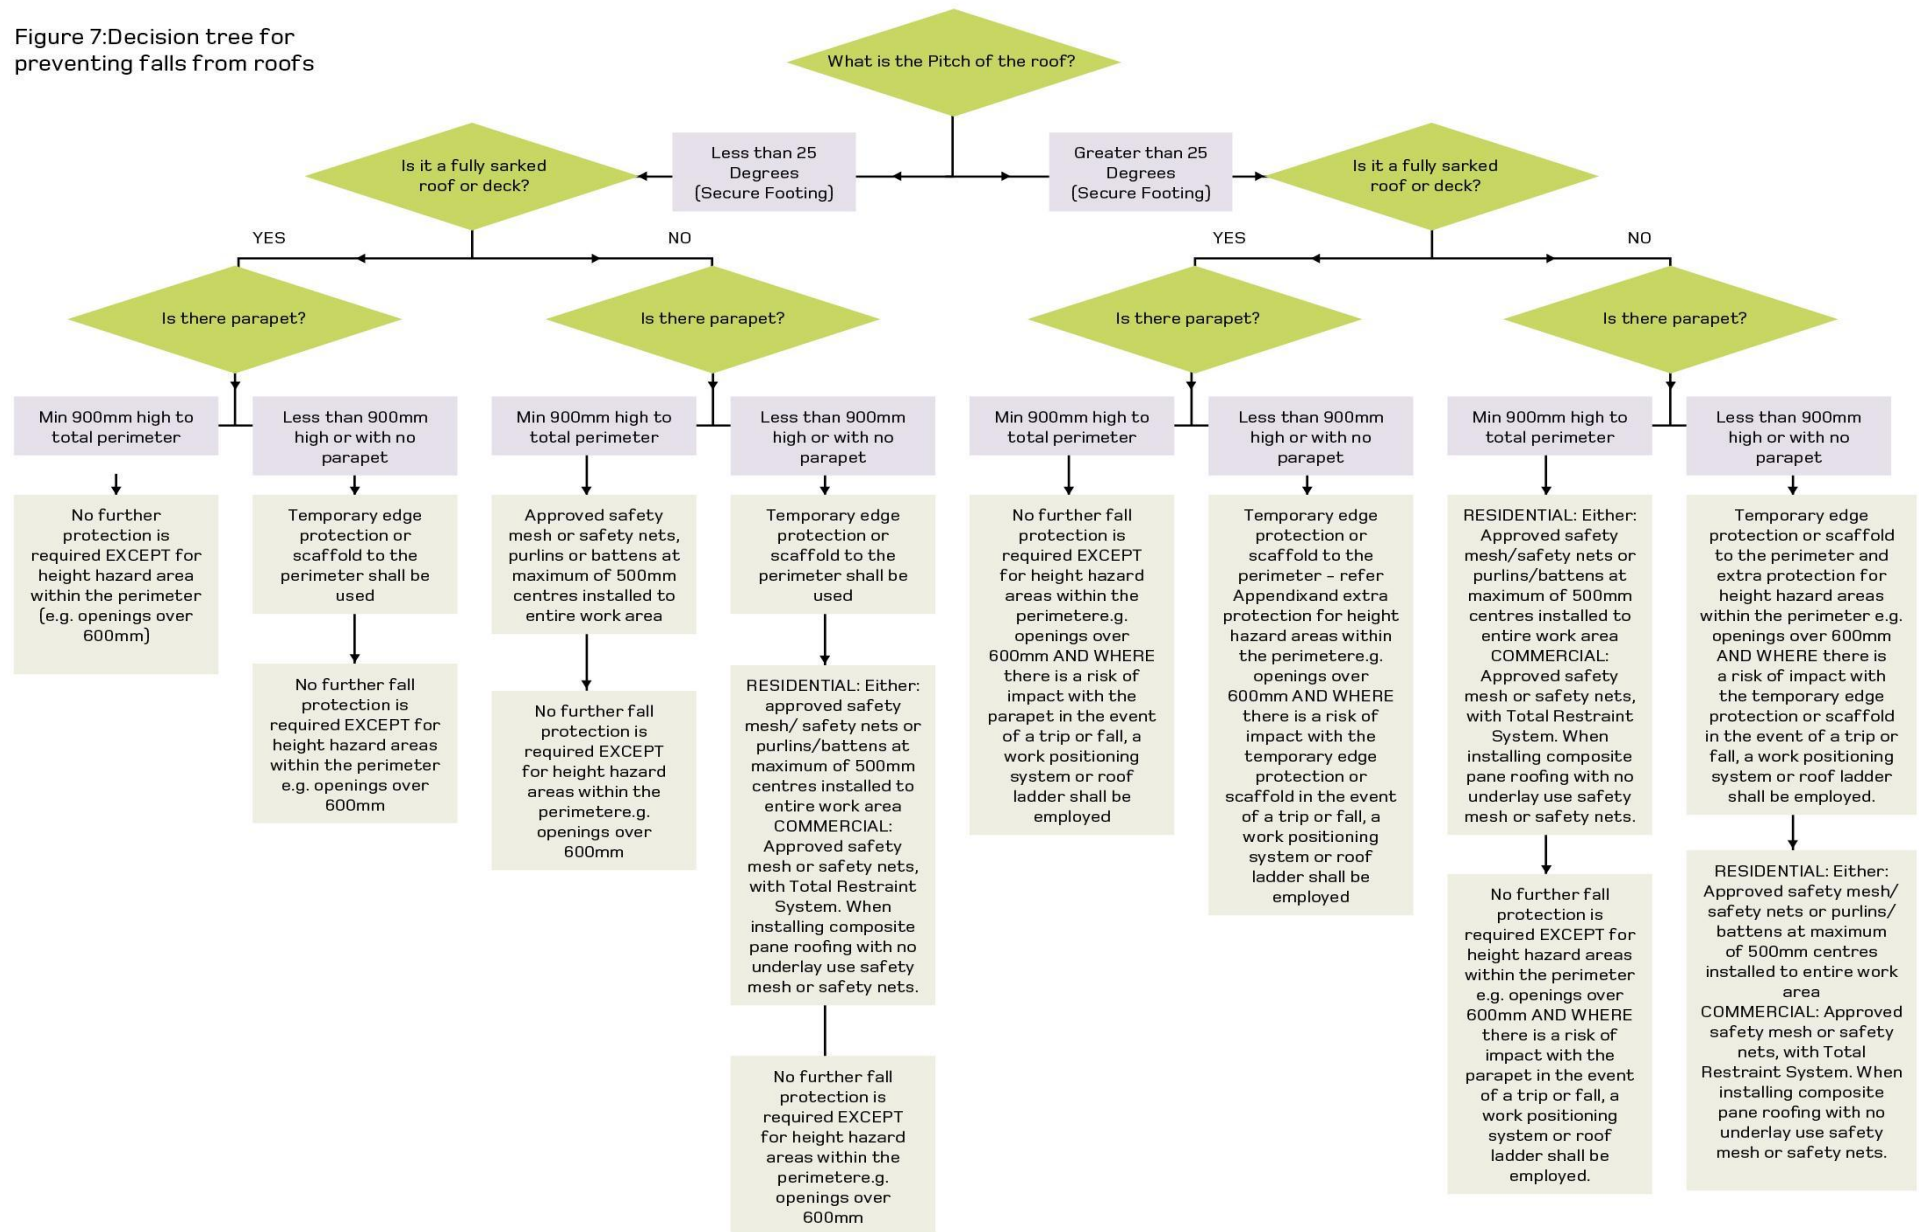 Figure 7:Decision tree for
preventing falls from roofs
What is the Pitch of the roof?
Less than 25
Degrees
(Secure Footing)
Greater than 25
Degrees
(Secure Footing)
Is it a fully sarked
roof or deck?
Is it a fully sarked
roof or deck?
YES
NO
YES
NO
Is there parapet?
Is there parapet?
Is there parapet?
Is there parapet?
Min 900mm high to
total perimeter
Less than 900mm
high or with no
parapet
Min 900mm high to
total perimeter
Less than 900mm
high or with no
parapet
Min 900mm high to
total perimeter
Less than 900mm
high or with no
parapet
Min 900mm high to
total perimeter
Less than 900mm
high or with no
parapet
No further
protection is
required EXCEPT for
height hazard area
within the perimeter
(e.g. openings over
600mm)
Temporary edge
protection or
scaffold to the
perimeter shall be
used
No further fall
protection is
required EXCEPT for
height hazard areas
within the perimeter
e.g. openings over
600mm
Approved safety
mesh or safety nets,
purlins or battens at
maximum of 500mm
centres installed to
entire work area
No further fall
protection is
required EXCEPT
for height hazard
areas within the
perimetere.g.
openings over
600mm
Temporary edge
protection or
scaffold to the
perimeter shall be
used
RESIDENTIAL: Either:
approved safety
mesh/ safety nets or
purlins/battens at
maximum of 500mm
centres installed to
entire work area
COMMERCIAL:
Approved safety
mesh or safety nets,
with Total Restraint
System. When
installing composite
pane roofing with no
underlay use safety
mesh or safety nets.
No further fall
protection is
required EXCEPT
for height hazard
areas within the
perimetere.g.
openings over
600mm
No further fall
protection is
required EXCEPT
for height hazard
areas within the
perimetere.g.
openings over
600mm AND WHERE
there is a risk of
impact with the
parapet in the event
of a trip or fall, a
work positioning
system or roof
ladder shall be
employed
Temporary edge
protection or
scaffold to the
perimeter – refer
Appendixand extra
protection for height
hazard areas within
the perimetere.g.
openings over
600mm AND WHERE
there is a risk of
impact with the
temporary edge
protection or
scaffold in the event
of a trip or fall, a
work positioning
system or roof
ladder shall be
employed
RESIDENTIAL: Either:
Approved safety
mesh/safety nets or
purlins/battens at
maximum of 500mm
centres installed to
entire work area
COMMERCIAL:
Approved safety
mesh or safety nets,
with Total Restraint
System. When
installing composite
pane roofing with no
underlay use safety
mesh or safety nets.
No further fall
protection is
required EXCEPT for
height hazard areas
within the perimeter
e.g. openings over
600mm AND WHERE
there is a risk of
impact with the
parapet in the event
of a trip or fall, a
work positioning
system or roof
ladder shall be
employed.
Temporary edge
protection or scaffold
to the perimeter and
extra protection for
height hazard areas
within the perimeter e.g.
openings over 600mm
AND WHERE there is
a risk of impact with
the temporary edge
protection or scaffold
in the event of a trip or
fall, a work positioning
system or roof ladder
shall be employed.
RESIDENTIAL: Either:
Approved safety mesh/
safety nets or purlins/
battens at maximum
of 500mm centres
installed to entire work
area
COMMERCIAL: Approved
safety mesh or safety
nets, with Total
Restraint System. When
installing composite
pane roofing with no
underlay use safety
mesh or safety nets.